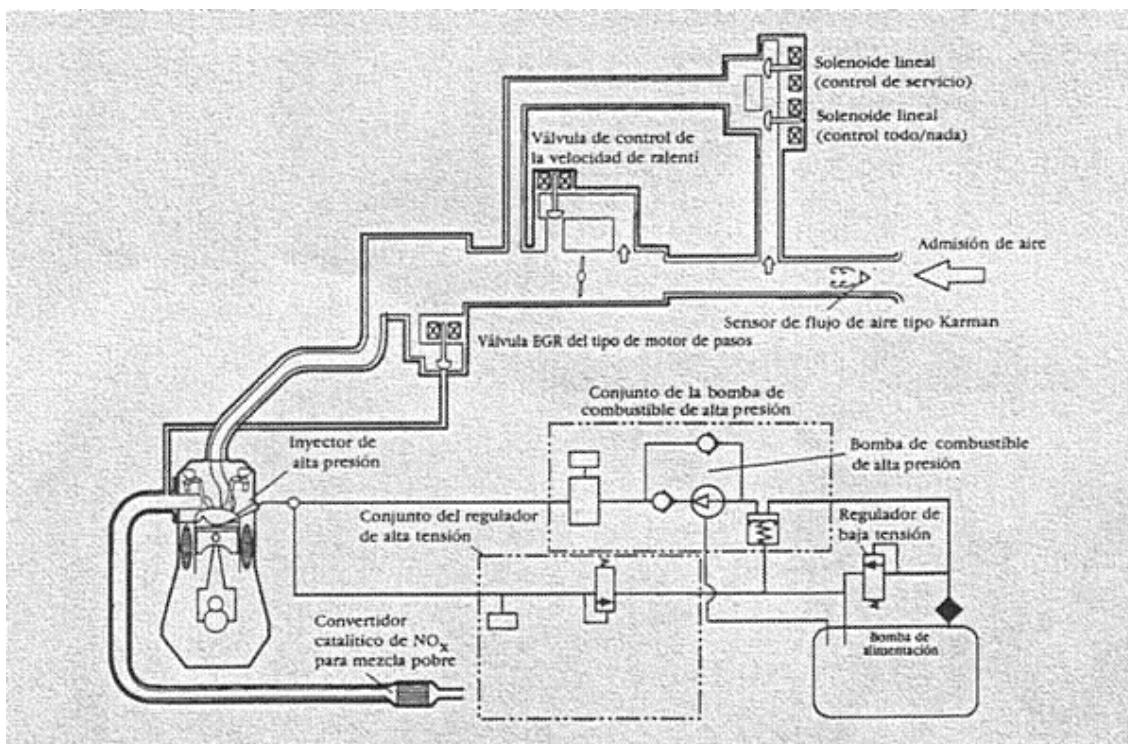 Solenoide lineal
(control de servicio)
Solenoide lineal
(control todo/nada)
Válvula de control de
la velocidad de ralentí
Admisión de aire
Sensor de flujo de aire tipo Karman
Válvula EGR del tipo de motor de pasos
Conjunto de la bomba de
combustible de alta presión
Inyector de
alta presión
Bomba de combustible
de alta presión
Conjunto del regulador
de alta tensión
Regulador de
baja tensión
Convertidor
catalítico de NOx
para mezcla pobre
Bomba de
alimentación